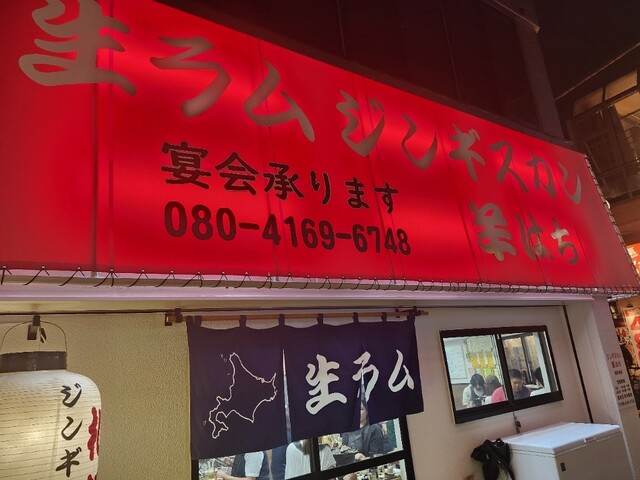 生ラムジンギスカン
羊はち
宴会承ります
080-4169-6748
生ラム
ジンギ